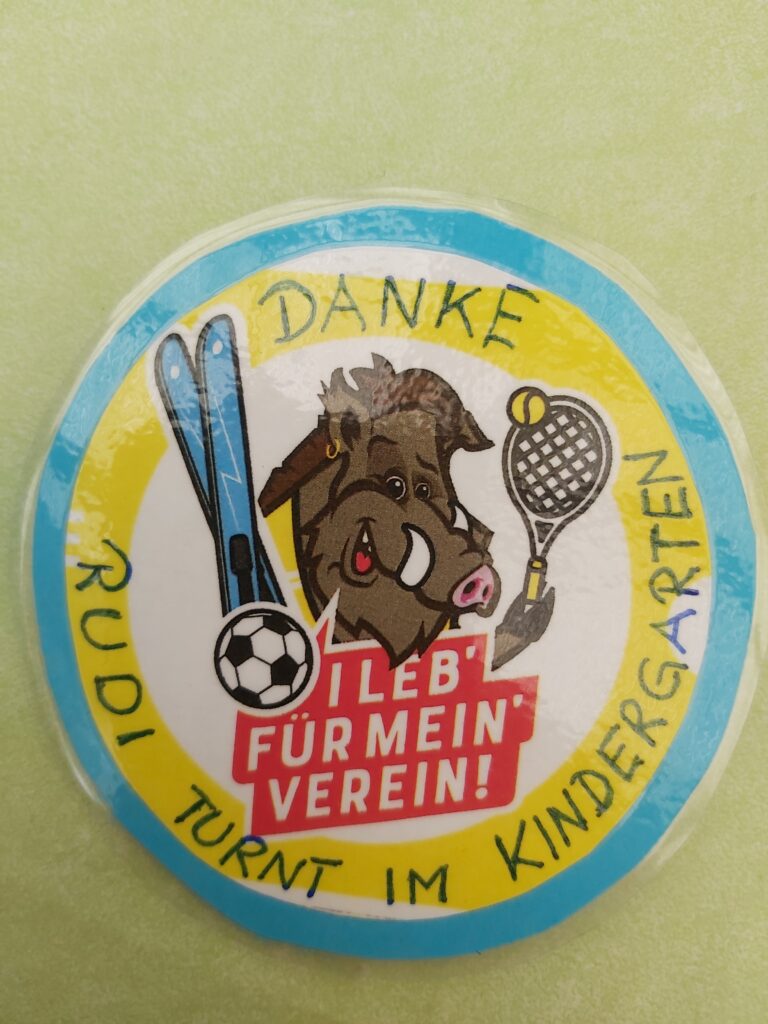 DANKE
I LEB'
FÜR MEIN'
VEREIN!
RUDI TURNT IM KINDERGARTEN